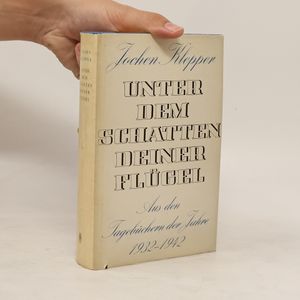 Jochen Klepper
UNTER
DEM
SCHATTEN
DEINER
FLÜGEL
Aus den
Tagebüchern der Jahre
1932–1942